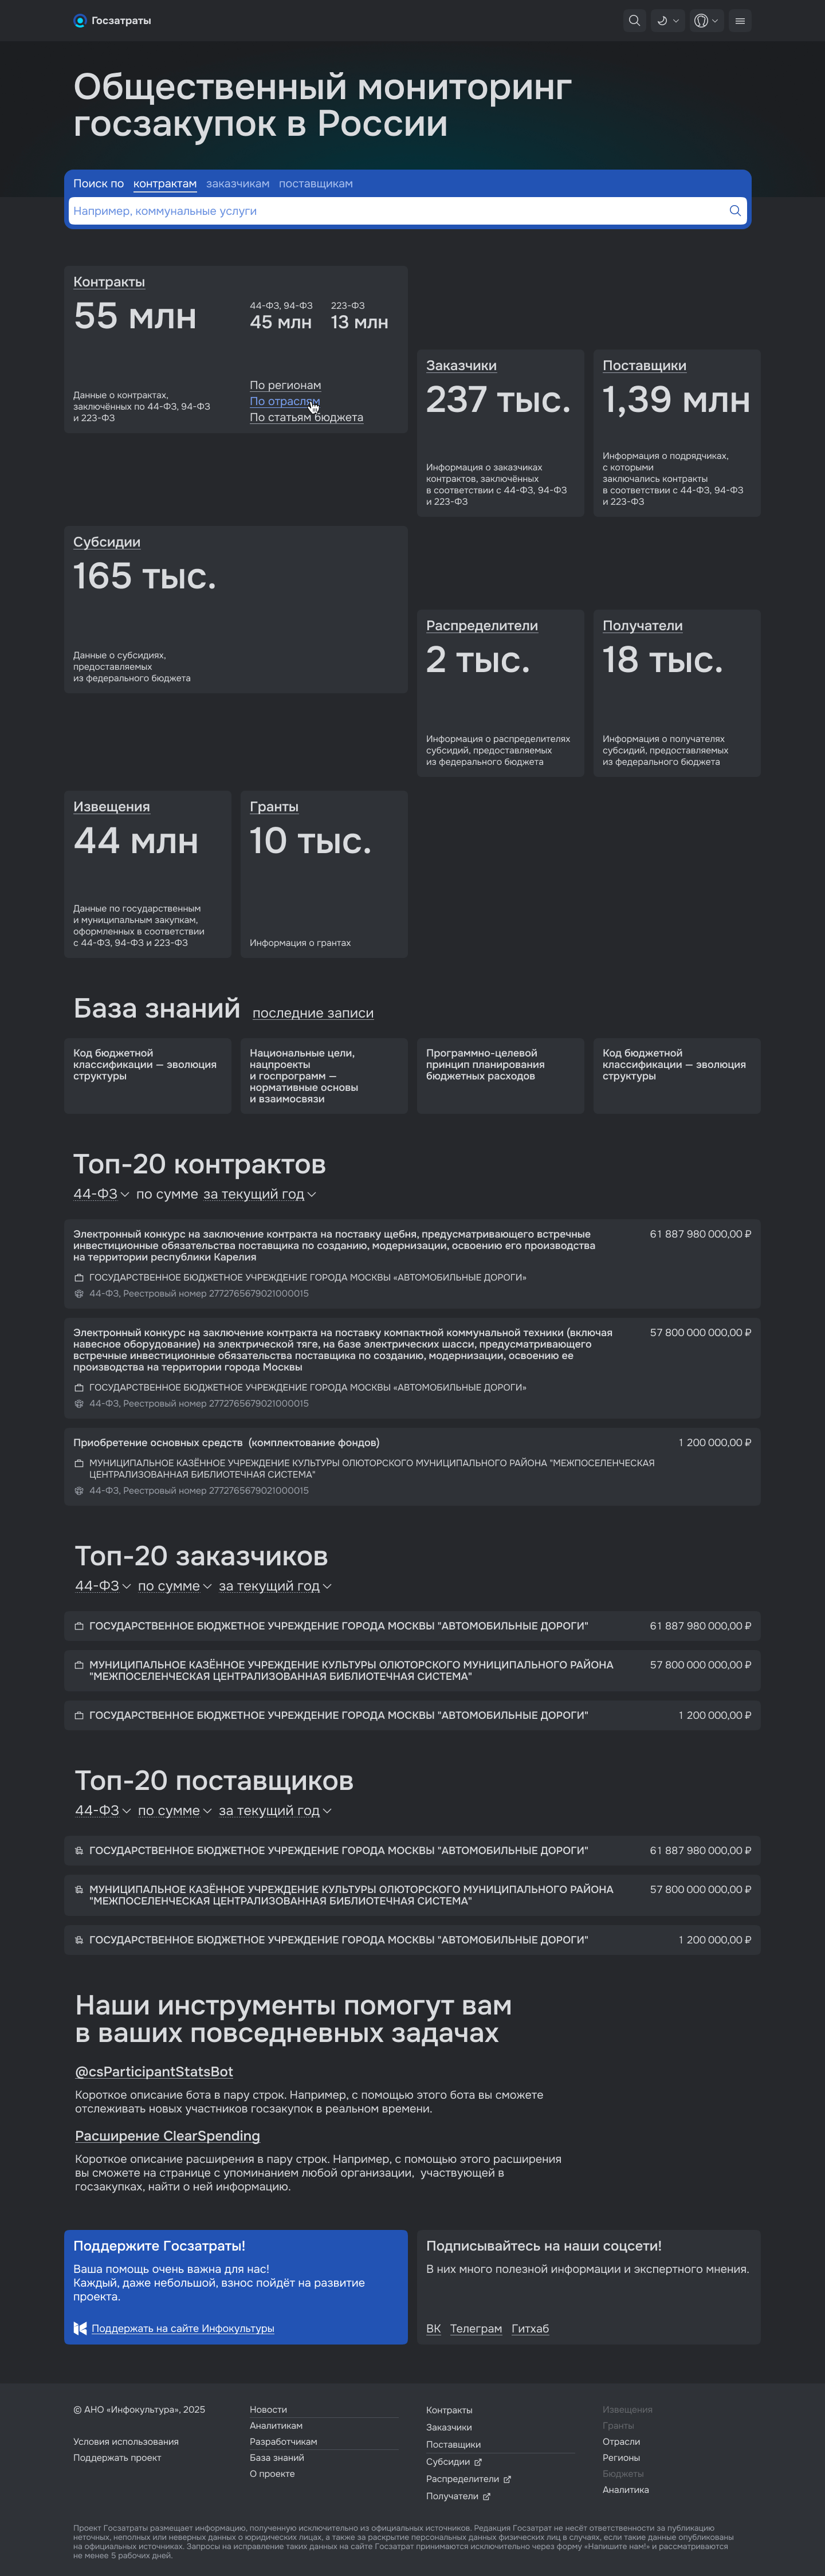 Госзатраты
Общественный мониторинг
госзакупок в России
Поиск по контрактам заказчикам поставщикам
Например, коммунальные услуги
Контракты
55 млн
44-ФЗ, 94-ФЗ
45 млн
223-ФЗ
13 млн
Данные о контрактах,
заключённых по 44-ФЗ, 94-ФЗ
и 223-ФЗ
По регионам
По отраслям
По статьям бюджета
Заказчики
237 тыс.
Информация о заказчиках
контрактов, заключённых
в соответствии с 44-ФЗ, 94-ФЗ
и 223-ФЗ
Поставщики
1,39 млн
Информация о подрядчиках,
с которыми
заключались контракты
в соответствии с 44-ФЗ, 94-ФЗ
и 223-ФЗ
Субсидии
165 тыс.
Данные о субсидиях,
предоставляемых
из федерального бюджета
Распределители
2 тыс.
Информация о распределителях
субсидий, предоставляемых
из федерального бюджета
Получатели
18 тыс.
Информация о получателях
субсидий, предоставляемых
из федерального бюджета
Извещения
44 млн
Данные по государственным
и муниципальным закупкам,
оформленных в соответствии
с 44-ФЗ, 94-ФЗ и 223-ФЗ
Гранты
10 тыс.
Информация о грантах
База знаний последние записи
Код бюджетной
классификации — эволюция
структуры
Национальные цели,
нацпроекты
и госпрограмм —
нормативные основы
и взаимосвязи
Программно-целевой
принцип планирования
бюджетных расходов
Код бюджетной
классификации — эволюция
структуры
Топ-20 контрактов
44-ФЗ по сумме за текущий год
Электронный конкурс на заключение контракта на поставку щебня, предусматривающего встречные
инвестиционные обязательства поставщика по созданию, модернизации, освоению его производства
на территории республики Карелия
61 887 980 000,00 ₽
ГОСУДАРСТВЕННОЕ БЮДЖЕТНОЕ УЧРЕЖДЕНИЕ ГОРОДА МОСКВЫ «АВТОМОБИЛЬНЫЕ ДОРОГИ»
44-ФЗ, Реестровый номер 2772765679021000015
Электронный конкурс на заключение контракта на поставку компактной коммунальной техники (включая
навесное оборудование) на электрической тяге, на базе электрических шасси, предусматривающего
встречные инвестиционные обязательства поставщика по созданию, модернизации, освоению ее
производства на территории города Москвы
57 800 000 000,00 ₽
ГОСУДАРСТВЕННОЕ БЮДЖЕТНОЕ УЧРЕЖДЕНИЕ ГОРОДА МОСКВЫ «АВТОМОБИЛЬНЫЕ ДОРОГИ»
44-ФЗ, Реестровый номер 2772765679021000015
Приобретение основных средств (комплектование фондов)
1 200 000,00 ₽
МУНИЦИПАЛЬНОЕ КАЗЁННОЕ УЧРЕЖДЕНИЕ КУЛЬТУРЫ ОЛЮТОРСКОГО МУНИЦИПАЛЬНОГО РАЙОНА "МЕЖПОСЕЛЕНЧЕСКАЯ
ЦЕНТРАЛИЗОВАННАЯ БИБЛИОТЕЧНАЯ СИСТЕМА"
44-ФЗ, Реестровый номер 2772765679021000015
Топ-20 заказчиков
44-ФЗ по сумме за текущий год
ГОСУДАРСТВЕННОЕ БЮДЖЕТНОЕ УЧРЕЖДЕНИЕ ГОРОДА МОСКВЫ "АВТОМОБИЛЬНЫЕ ДОРОГИ" 61 887 980 000,00 ₽
МУНИЦИПАЛЬНОЕ КАЗЁННОЕ УЧРЕЖДЕНИЕ КУЛЬТУРЫ ОЛЮТОРСКОГО МУНИЦИПАЛЬНОГО РАЙОНА 57 800 000 000,00 ₽
"МЕЖПОСЕЛЕНЧЕСКАЯ ЦЕНТРАЛИЗОВАННАЯ БИБЛИОТЕЧНАЯ СИСТЕМА"
ГОСУДАРСТВЕННОЕ БЮДЖЕТНОЕ УЧРЕЖДЕНИЕ ГОРОДА МОСКВЫ "АВТОМОБИЛЬНЫЕ ДОРОГИ" 1 200 000,00 ₽
Топ-20 поставщиков
44-ФЗ по сумме за текущий год
ГОСУДАРСТВЕННОЕ БЮДЖЕТНОЕ УЧРЕЖДЕНИЕ ГОРОДА МОСКВЫ "АВТОМОБИЛЬНЫЕ ДОРОГИ" 61 887 980 000,00 ₽
МУНИЦИПАЛЬНОЕ КАЗЁННОЕ УЧРЕЖДЕНИЕ КУЛЬТУРЫ ОЛЮТОРСКОГО МУНИЦИПАЛЬНОГО РАЙОНА 57 800 000 000,00 ₽
"МЕЖПОСЕЛЕНЧЕСКАЯ ЦЕНТРАЛИЗОВАННАЯ БИБЛИОТЕЧНАЯ СИСТЕМА"
ГОСУДАРСТВЕННОЕ БЮДЖЕТНОЕ УЧРЕЖДЕНИЕ ГОРОДА МОСКВЫ "АВТОМОБИЛЬНЫЕ ДОРОГИ" 1 200 000,00 ₽
Наши инструменты помогут вам
в ваших повседневных задачах
@csParticipantStatsBot
Короткое описание бота в пару строк. Например, с помощью этого бота вы сможете
отслеживать новых участников госзакупок в реальном времени.
Расширение ClearSpending
Короткое описание расширения в пару строк. Например, с помощью этого расширения
вы сможете на странице с упоминанием любой организации, участвующей в
госзакупках, найти о ней информацию.
Поддержите Госзатраты!
Ваша помощь очень важна для нас!
Каждый, даже небольшой, взнос пойдёт на развитие
проекта.
Поддержать на сайте Инфокультуры
Подписывайтесь на наши соцсети!
В них много полезной информации и экспертного мнения.
ВК Телеграм Гитхаб
© АНО «Инфокультура», 2025
Условия использования
Поддержать проект
Новости
Аналитикам
Разработчикам
База знаний
О проекте
Контракты
Заказчики
Поставщики
Субсидии
Распределители
Получатели
Извещения
Гранты
Отрасли
Регионы
Бюджеты
Аналитика
Проект Госзатраты размещает информацию, полученную исключительно из официальных источников. Редакция Госзатрат не несёт ответственности за публикацию
неточных, неполных или неверных данных о юридических лицах, а также за раскрытие персональных данных физических лиц в случаях, если такие данные опубликованы
на официальных источниках. Запросы на исправление таких данных на сайте Госзатрат принимаются исключительно через форму «Напишите нам!» и рассматриваются
не менее 5 рабочих дней.